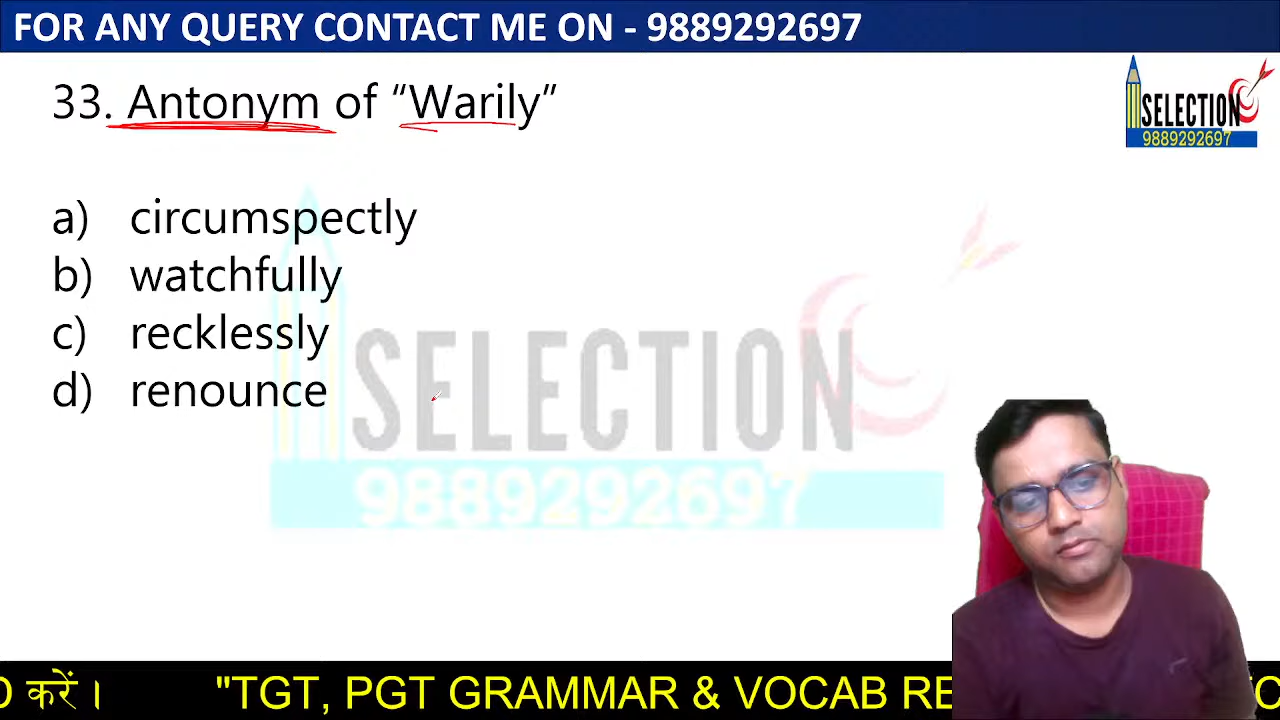 FOR ANY QUERY CONTACT ME ON - 9889292697
33. Antonym of “Warily”
SELECTION
9889292697
a) circumspectly
b) watchfully
c) recklessly
d) renounce
SELECTION
9889292697
करें। "TGT, PGT GRAMMAR & VOCAB RE